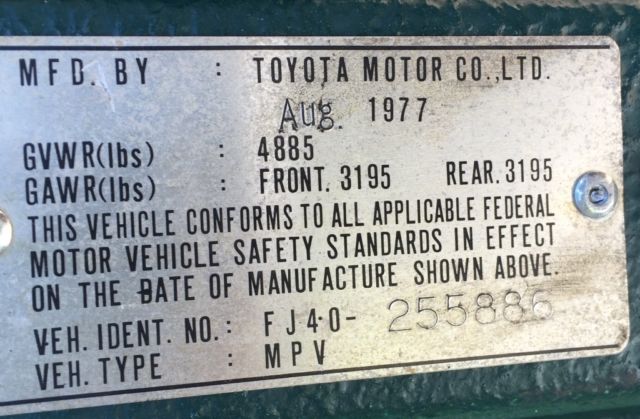 MFD. BY : TOYOTA MOTOR CO.,LTD.
Aug. 1977
GVWR(lbs) : 4885
GAWR(lbs) : FRONT. 3195 REAR. 3195
THIS VEHICLE CONFORMS TO ALL APPLICABLE FEDERAL
MOTOR VEHICLE SAFETY STANDARDS IN EFFECT
ON THE DATE OF MANUFACTURE SHOWN ABOVE.
VEH. IDENT. NO. : FJ40- 255886
VEH. TYPE : MPV